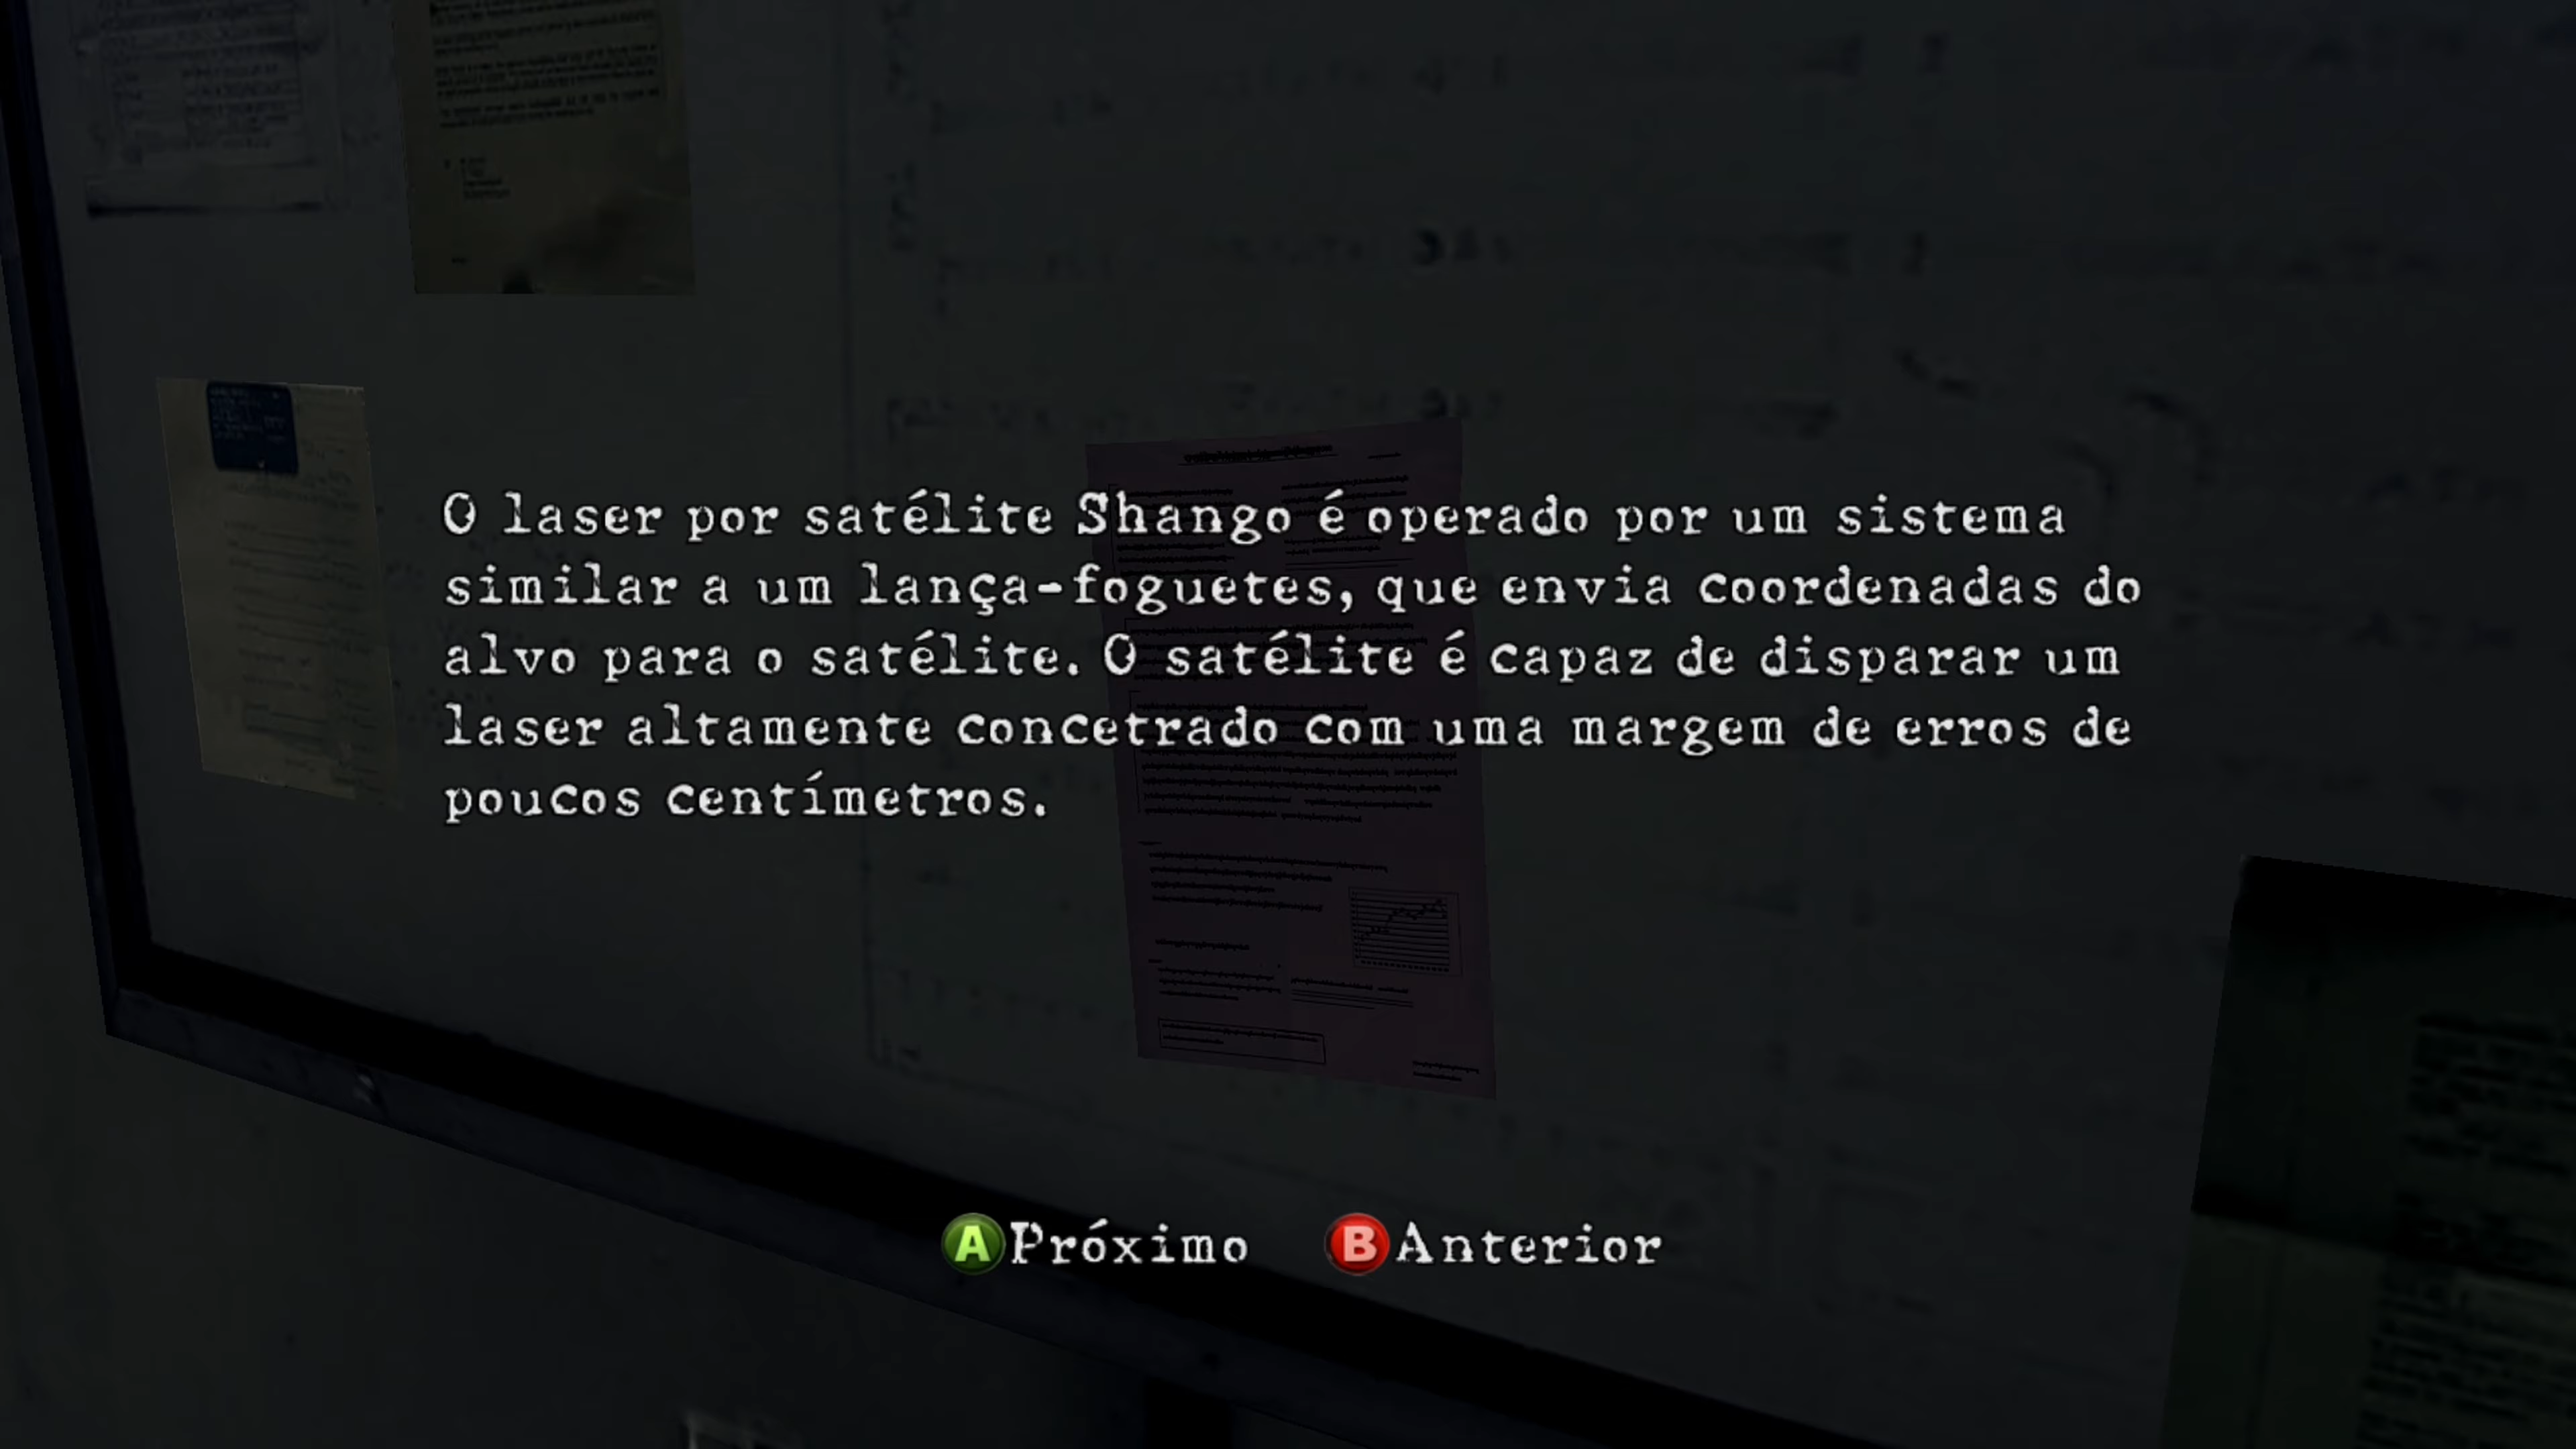 O laser por satélite Shango é operado por um sistema
similar a um lança-foguetes, que envia coordenadas do
alvo para o satélite. O satélite é capaz de disparar um
laser altamente concetrado com uma margem de erros de
poucos centímetros.
A Próximo B Anterior